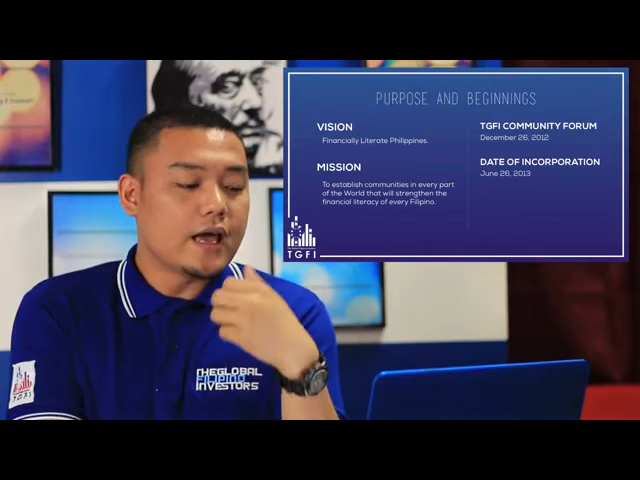 PURPOSE AND BEGINNINGS
VISION
Financially Literate Philippines.
MISSION
To establish communities in every part
of the World that will strengthen the
financial literacy of every Filipino.
TGFI COMMUNITY FORUM
December 26, 2012
DATE OF INCORPORATION
June 26, 2013
TGFI
THEGLOBAL
FILIPINO
INVESTORS
TGFI